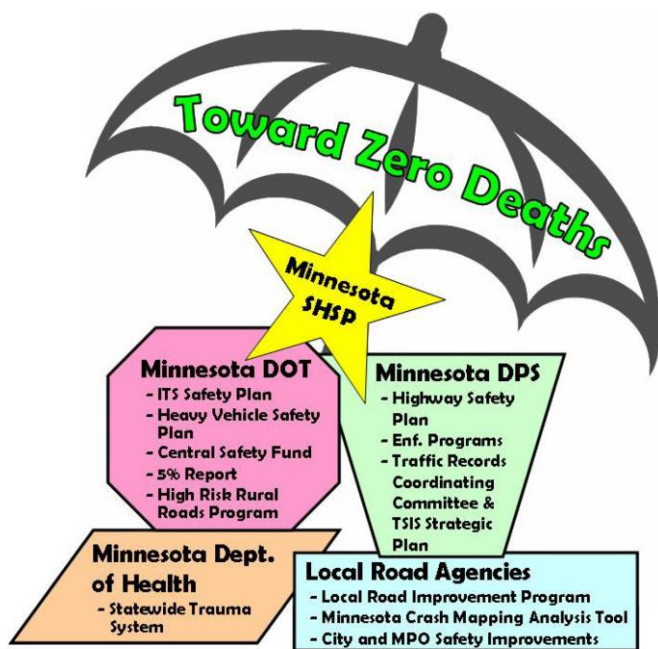 Toward Zero Deaths
Minnesota
SHSP
Minnesota DOT
- ITS Safety Plan
- Heavy Vehicle Safety
Plan
- Central Safety Fund
- 5% Report
- High Risk Rural
Roads Program
Minnesota DPS
- Highway Safety
Plan
- Enf. Programs
- Traffic Records
Coordinating
Committee &
TSIS Strategic
Plan
Minnesota Dept.
of Health
- Statewide Trauma
System
Local Road Agencies
- Local Road Improvement Program
- Minnesota Crash Mapping Analysis Tool
- City and MPO Safety Improvements